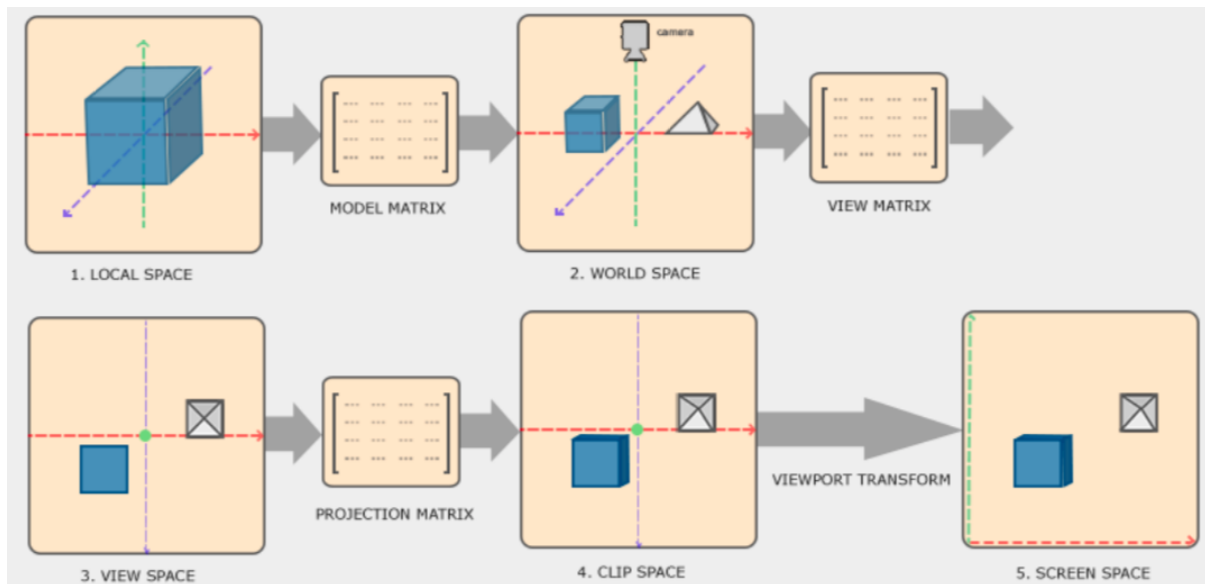 camera
MODEL MATRIX
VIEW MATRIX
1. LOCAL SPACE
2. WORLD SPACE
PROJECTION MATRIX
VIEWPORT TRANSFORM
3. VIEW SPACE
4. CLIP SPACE
5. SCREEN SPACE